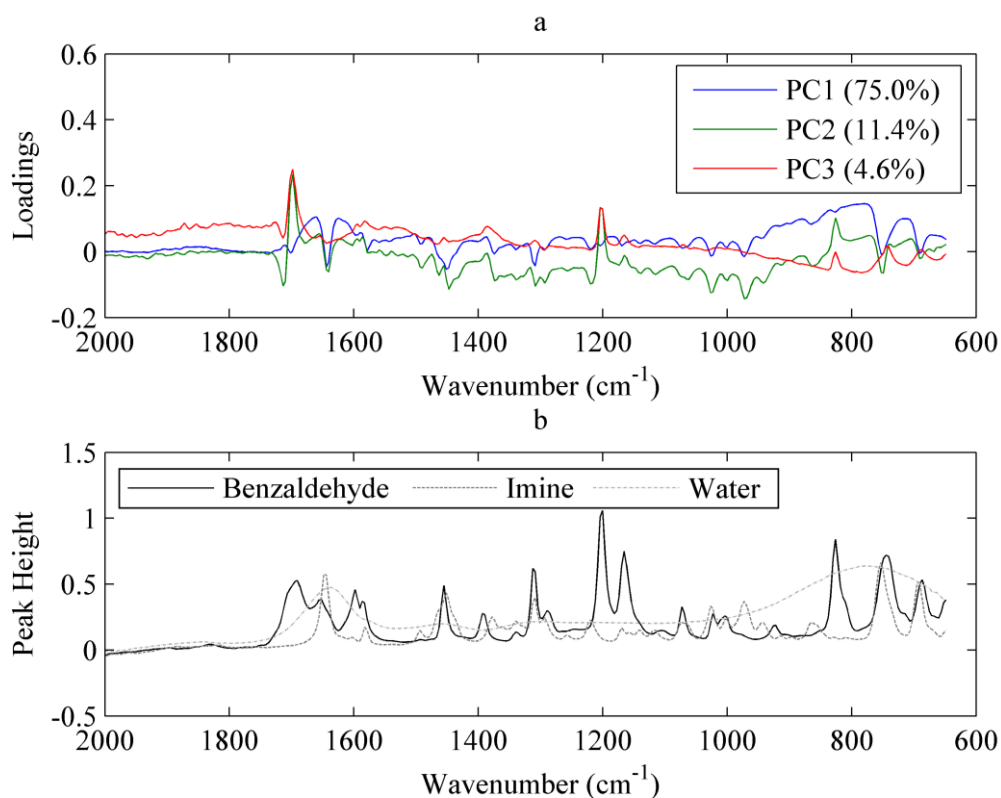 a
Loadings
0.6
0.4
0.2
0
-0.2
PC1 (75.0%)
PC2 (11.4%)
PC3 (4.6%)
2000 1800 1600 1400 1200 1000 800 600
Wavenumber (cm⁻¹)
b
Peak Height
1.5
1
0.5
0
-0.5
Benzaldehyde Imine Water
2000 1800 1600 1400 1200 1000 800 600
Wavenumber (cm⁻¹)